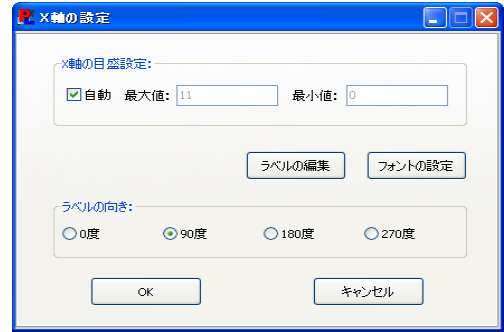 X軸の設定
X軸の目盛設定:
自動 最大値: 11 最小値: 0
ラベルの編集 フォントの設定
ラベルの向き:
0度 90度 180度 270度
OK キャンセル